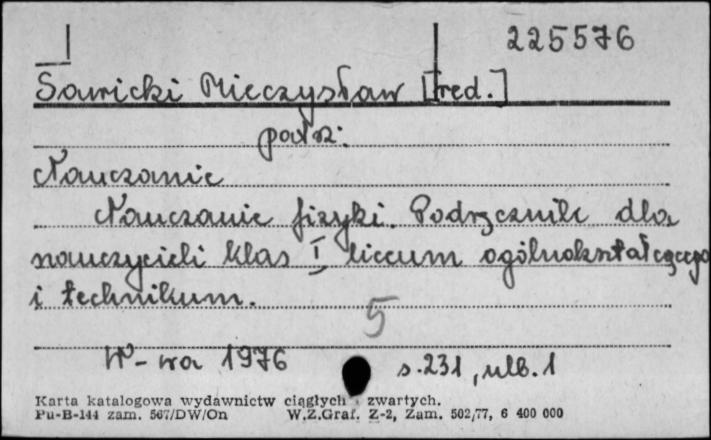 225576
Sawicki Mieczysław [red.]
patrz:
Nauczanie
Nauczanie fizyki. Podręcznik dla
nauczycieli klas I liceum ogólnokształcącego
i technikum.
5
W-wa 1976 s. 231, nlb. 1
Karta katalogowa wydawnictw ciągłych i zwartych.
Pu-B-144 zam. 567/DW/On W.Z.Graf. Z-2, Zam. 502/77, 6 400 000